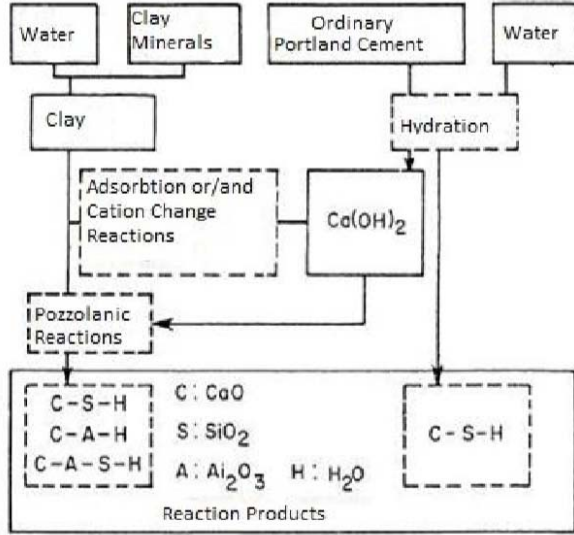 Water
Clay
Minerals
Ordinary
Portland Cement
Water
Clay
Hydration
Adsorbtion or/and
Cation Change
Reactions
Ca(OH)2
Pozzolanic
Reactions
C-S-H
C-A-H
C-A-S-H
C : CaO
S : SiO2
A : Ai2O3 H : H2O
C-S-H
Reaction Products